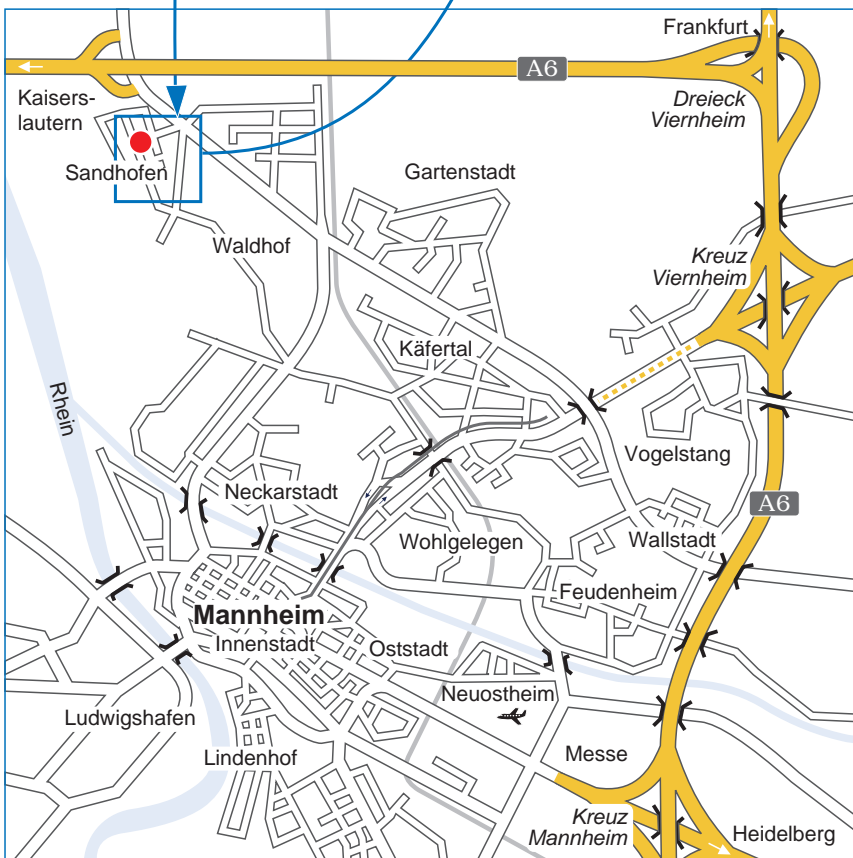 Frankfurt
A6
Kaisers-
lautern
Dreieck
Viernheim
Sandhofen
Gartenstadt
Waldhof
Kreuz
Viernheim
Käfertal
Rhein
Vogelstang
Neckarstadt
A6
Wohlgelegen
Wallstadt
Feudenheim
Mannheim
Innenstadt
Oststadt
Neuostheim
Ludwigshafen
Lindenhof
Messe
Kreuz
Mannheim
Heidelberg